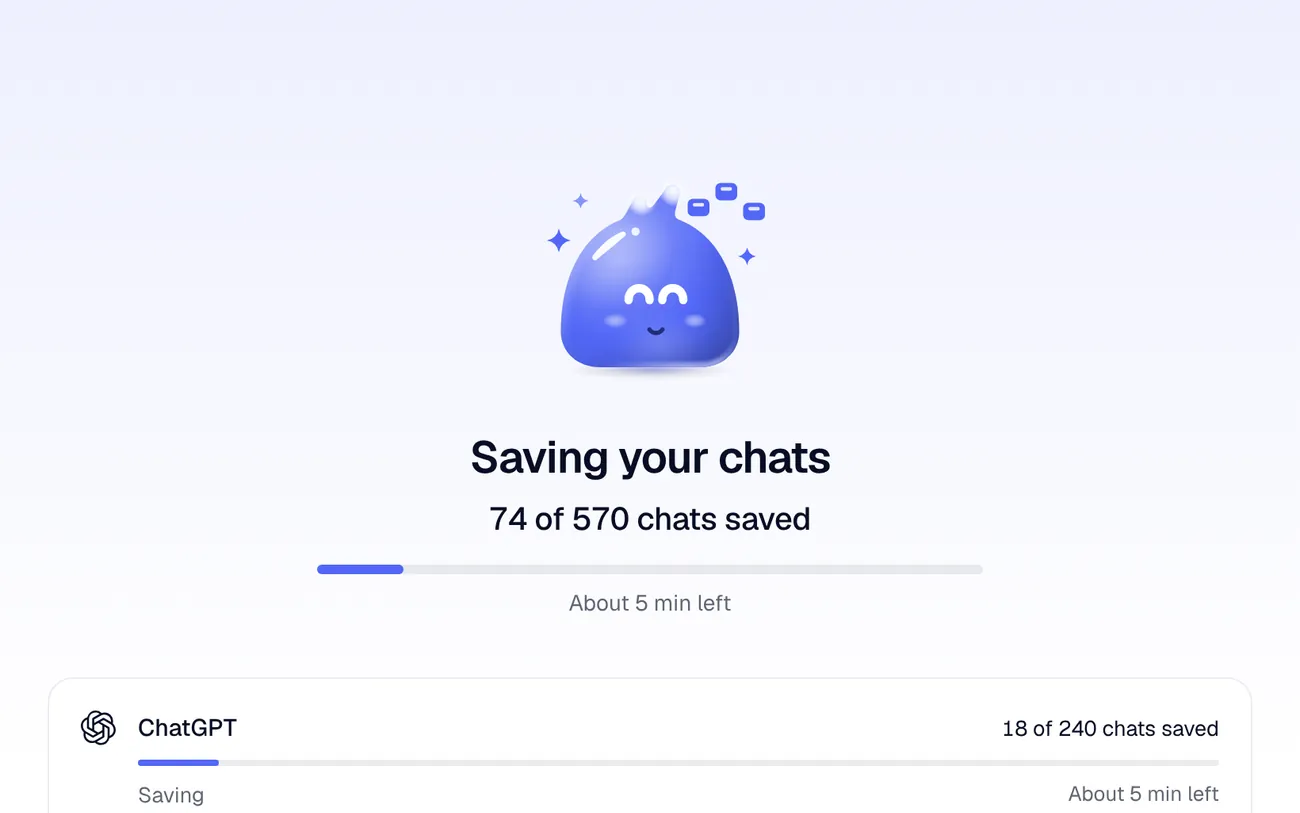 Saving your chats
74 of 570 chats saved
About 5 min left
ChatGPT
18 of 240 chats saved
Saving
About 5 min left